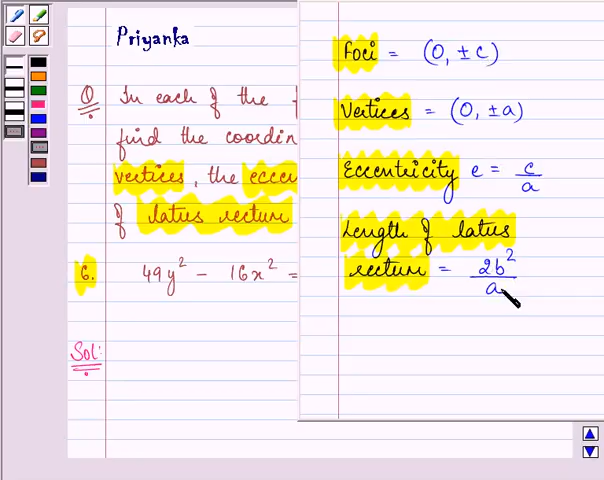 Priyanka
Q In each of the f
find the coordin
vertices, the eccen
of latus rectum
6. 49y² - 16x² =
Sol:
Foci = (0, ±c)
Vertices = (0, ±a)
Eccentricity e = c/a
Length of latus
rectum = 2b²/a